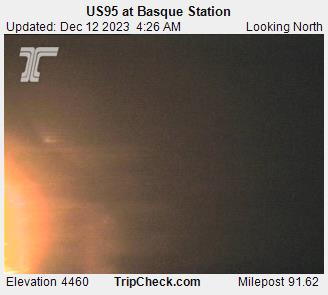 US95 at Basque Station
Updated: Dec 12 2023 4:26 AM Looking North
Elevation 4460 TripCheck.com Milepost 91.62